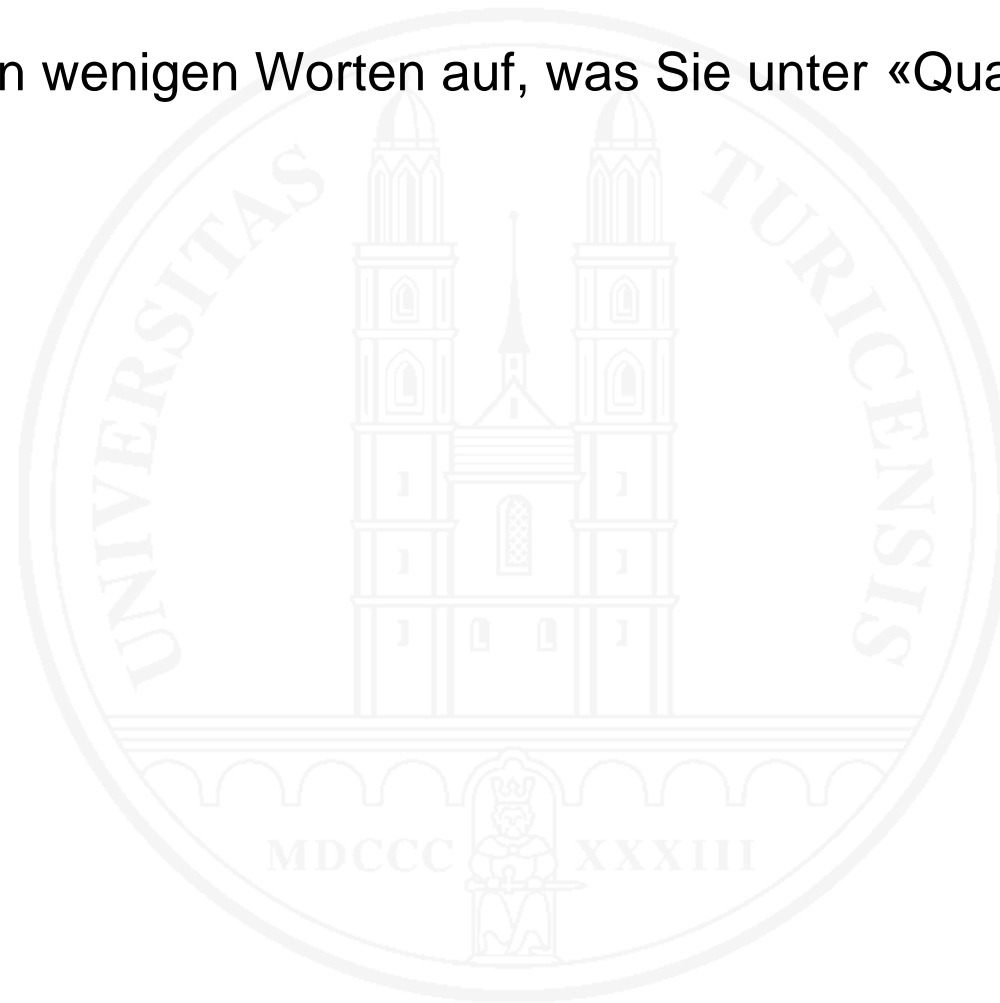 n wenigen Worten auf, was Sie unter «Qua
UNIVERSITAS TURICENSIS
MDCCC XXXIII